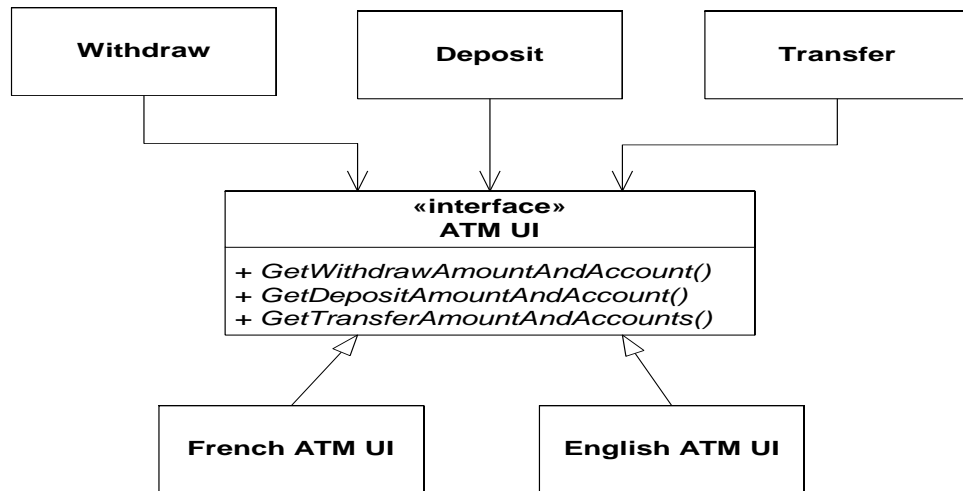 Withdraw
Deposit
Transfer
«interface»
ATM UI
+ GetWithdrawAmountAndAccount()
+ GetDepositAmountAndAccount()
+ GetTransferAmountAndAccounts()
French ATM UI
English ATM UI